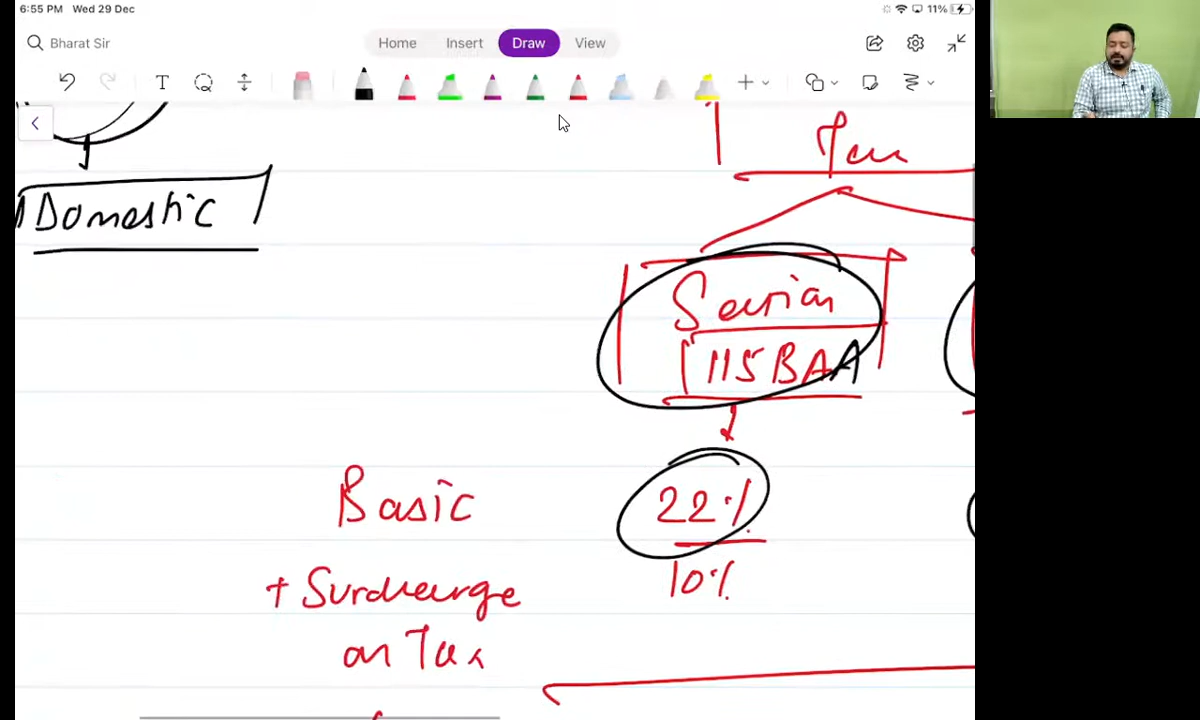 6:55 PM Wed 29 Dec
11%
Bharat Sir
Home Insert Draw View
T
Domestic
Section
115BAA
Basic 22%
+ Surcharge 10%
on Tax